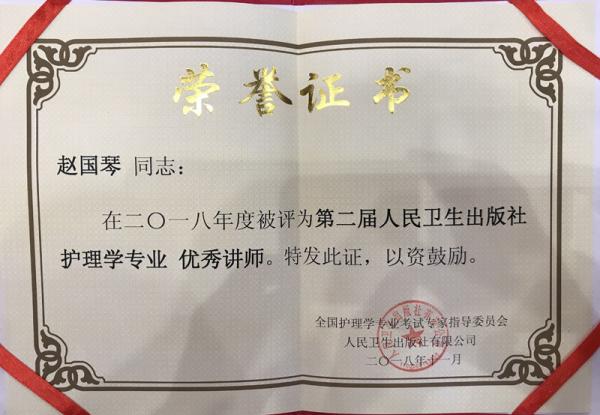 荣誉证书
赵国琴 同志：
在二〇一八年度被评为第二届人民卫生出版社
护理学专业 优秀讲师。特发此证，以资鼓励。
全国护理学专业考试专家指导委员会
人民卫生出版社有限公司
二〇一八年十一月